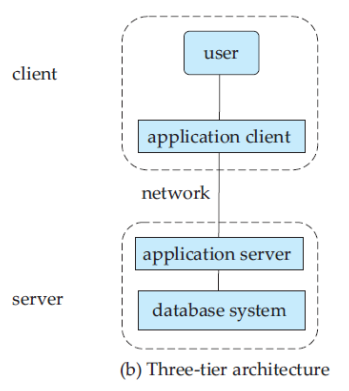 user
client
application client
network
application server
server
database system
(b) Three-tier architecture